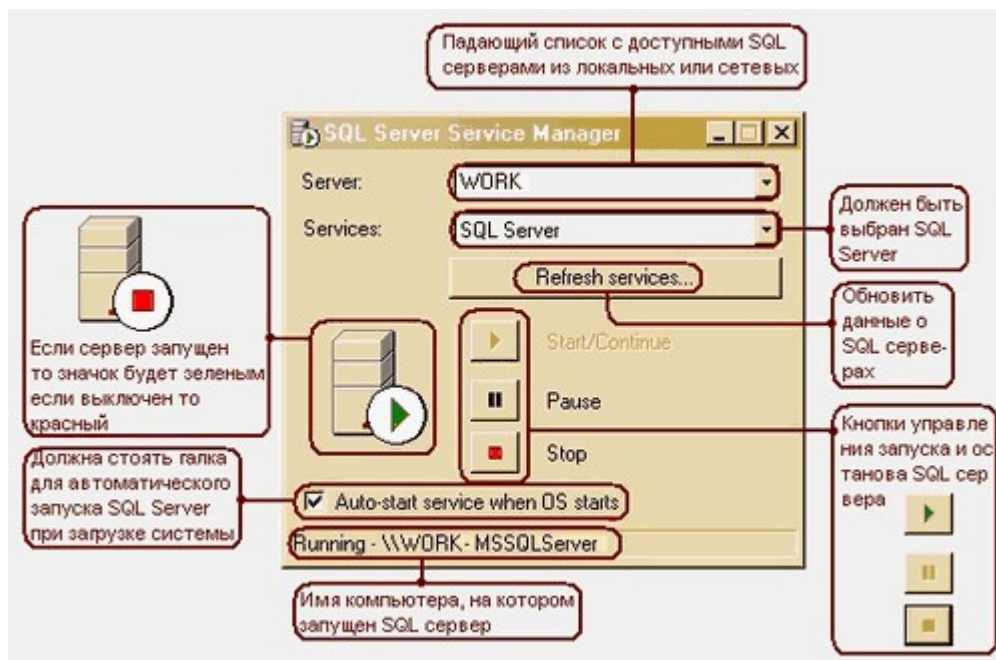 Падающий список с доступными SQL
серверами из локальных или сетевых
SQL Server Service Manager
Server:
WORK
Services:
SQL Server
Должен быть
выбран SQL
Server
Refresh services...
Обновить
данные о
SQL серве-
рах
Если сервер запущен
то значок будет зеленым
если выключен то
красный
Start/Continue
Pause
Stop
Кнопки управле
ния запуска и ос
танова SQL сер
вера
Должна стоять галка
для автоматического
запуска SQL Server
при загрузке системы
Auto-start service when OS starts
Running - \\WORK - MSSQLServer
Имя компьютера, на котором
запущен SQL сервер